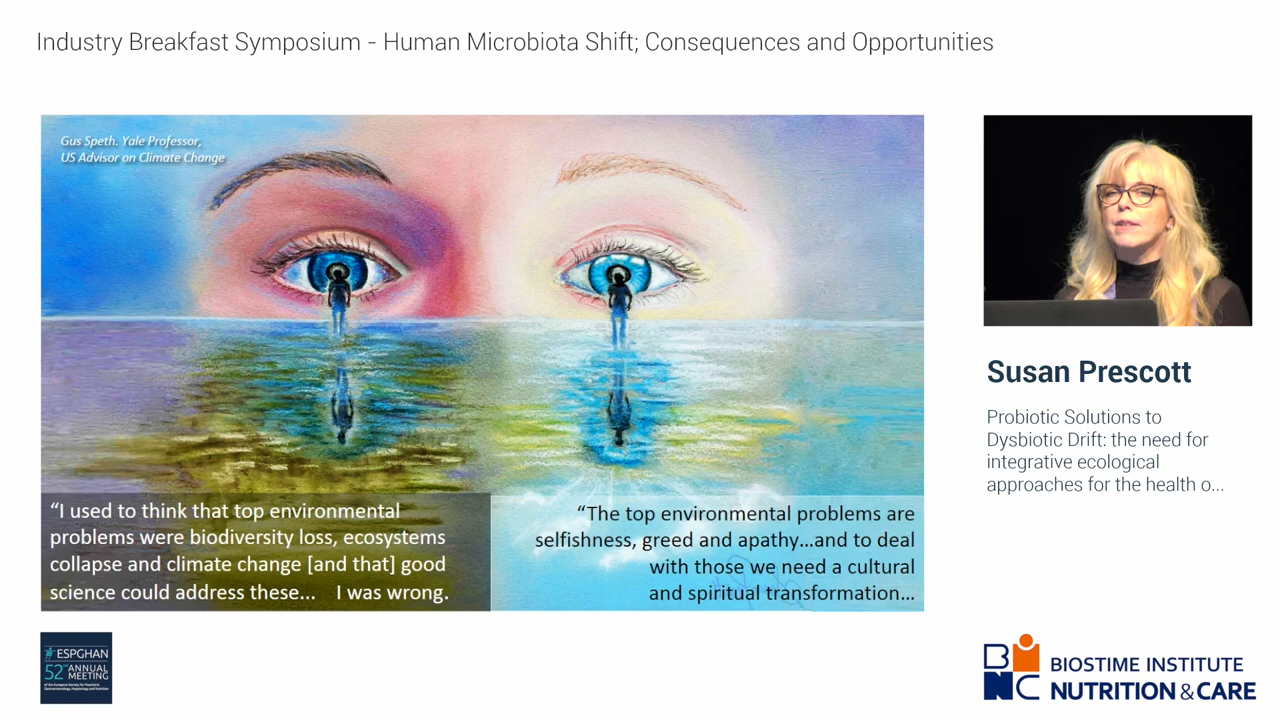 Industry Breakfast Symposium - Human Microbiota Shift; Consequences and Opportunities
Gus Speth. Yale Professor,
US Advisor on Climate Change
“I used to think that top environmental
problems were biodiversity loss, ecosystems
collapse and climate change [and that] good
science could address these... I was wrong.
“The top environmental problems are
selfishness, greed and apathy...and to deal
with those we need a cultural
and spiritual transformation...
Susan Prescott
Probiotic Solutions to
Dysbiotic Drift: the need for
integrative ecological
approaches for the health o...
ESPGHAN
52nd ANNUAL
MEETING
of the European Society for Paediatric
Gastroenterology, Hepatology and Nutrition
BINC
BIOSTIME INSTITUTE
NUTRITION & CARE